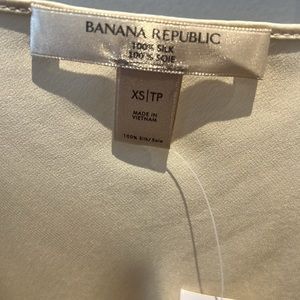 BANANA REPUBLIC
100% SILK
100% SOIE
XS|TP
MADE IN
VIETNAM
100% Silk/Soie